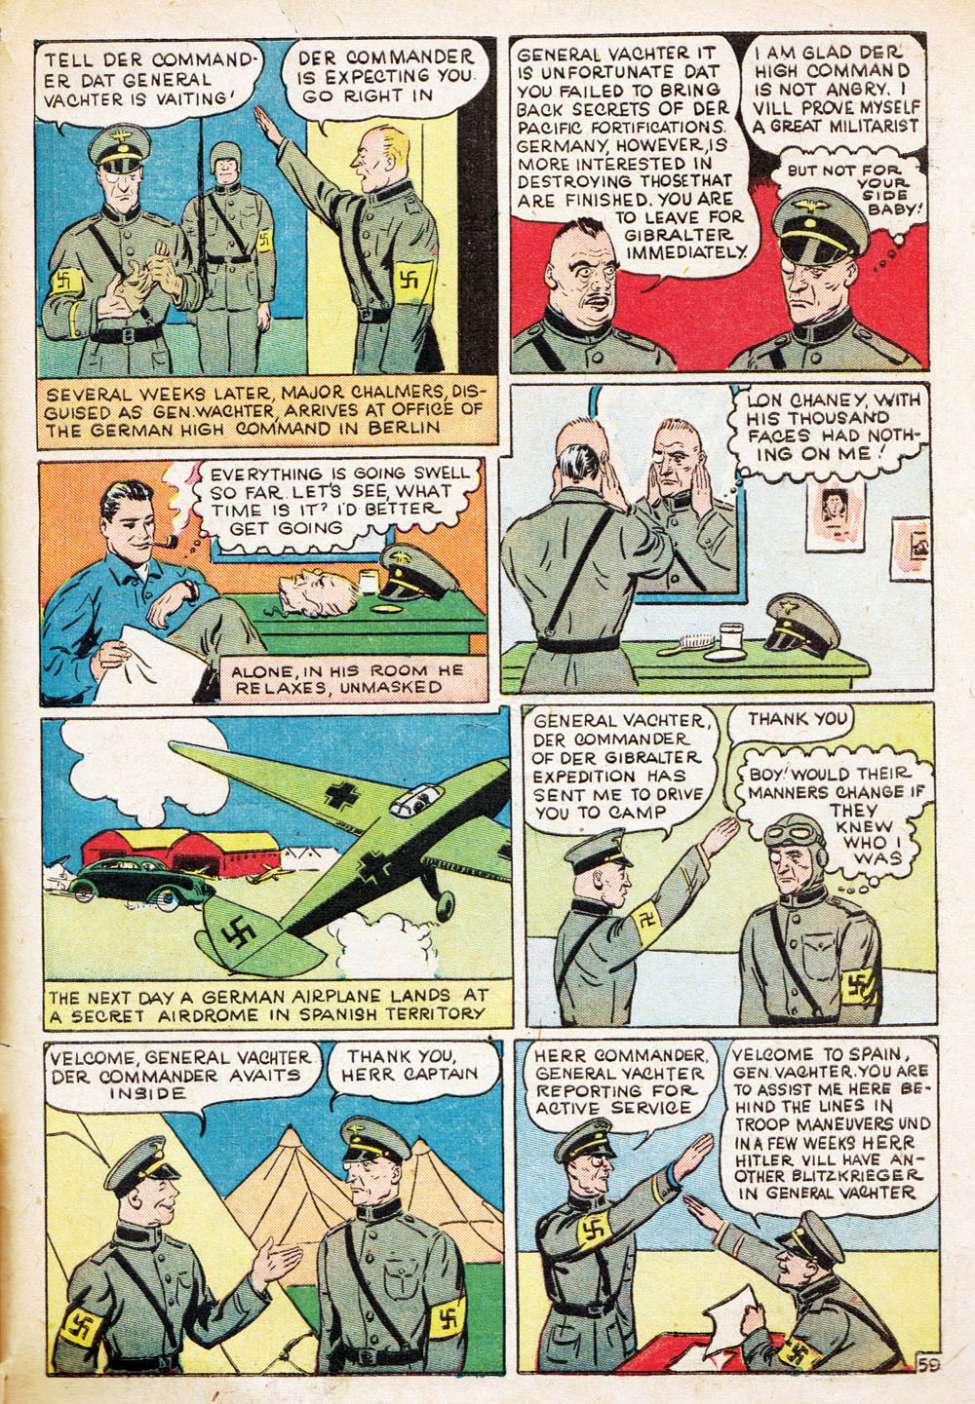 TELL DER COMMAND-
ER DAT GENERAL
VACHTER IS VAITING!
DER COMMANDER
IS EXPECTING YOU.
GO RIGHT IN
SEVERAL WEEKS LATER, MAJOR CHALMERS, DIS-
GUISED AS GEN. WACHTER, ARRIVES AT OFFICE OF
THE GERMAN HIGH COMMAND IN BERLIN
GENERAL VACHTER IT
IS UNFORTUNATE DAT
YOU FAILED TO BRING
BACK SECRETS OF DER
PACIFIC FORTIFICATIONS.
GERMANY, HOWEVER, IS
MORE INTERESTED IN
DESTROYING THOSE THAT
ARE FINISHED. YOU ARE
TO LEAVE FOR
GIBRALTER
IMMEDIATELY.
I AM GLAD DER
HIGH COMMAND
IS NOT ANGRY. I
VILL PROVE MYSELF
A GREAT MILITARIST
BUT NOT FOR
YOUR
SIDE
BABY!
EVERYTHING IS GOING SWELL
SO FAR. LET'S SEE, WHAT
TIME IS IT? I'D BETTER
GET GOING
ALONE, IN HIS ROOM HE
RELAXES, UNMASKED
LON CHANEY, WITH
HIS THOUSAND
FACES HAD NOTH-
ING ON ME!
THE NEXT DAY A GERMAN AIRPLANE LANDS AT
A SECRET AIRDROME IN SPANISH TERRITORY
GENERAL VACHTER,
DER COMMANDER
OF DER GIBRALTER
EXPEDITION HAS
SENT ME TO DRIVE
YOU TO CAMP
THANK YOU
BOY! WOULD THEIR
MANNERS CHANGE IF
THEY
KNEW
WHO I
WAS
VELCOME, GENERAL VACHTER
DER COMMANDER AVAITS
INSIDE
THANK YOU,
HERR CAPTAIN
HERR COMMANDER,
GENERAL VACHTER
REPORTING FOR
ACTIVE SERVICE
VELCOME TO SPAIN,
GEN. VACHTER. YOU ARE
TO ASSIST ME HERE BE-
HIND THE LINES IN
TROOP MANEUVERS UND
IN A FEW WEEKS HERR
HITLER VILL HAVE AN-
OTHER BLITZKRIEGER
IN GENERAL VACHTER
59